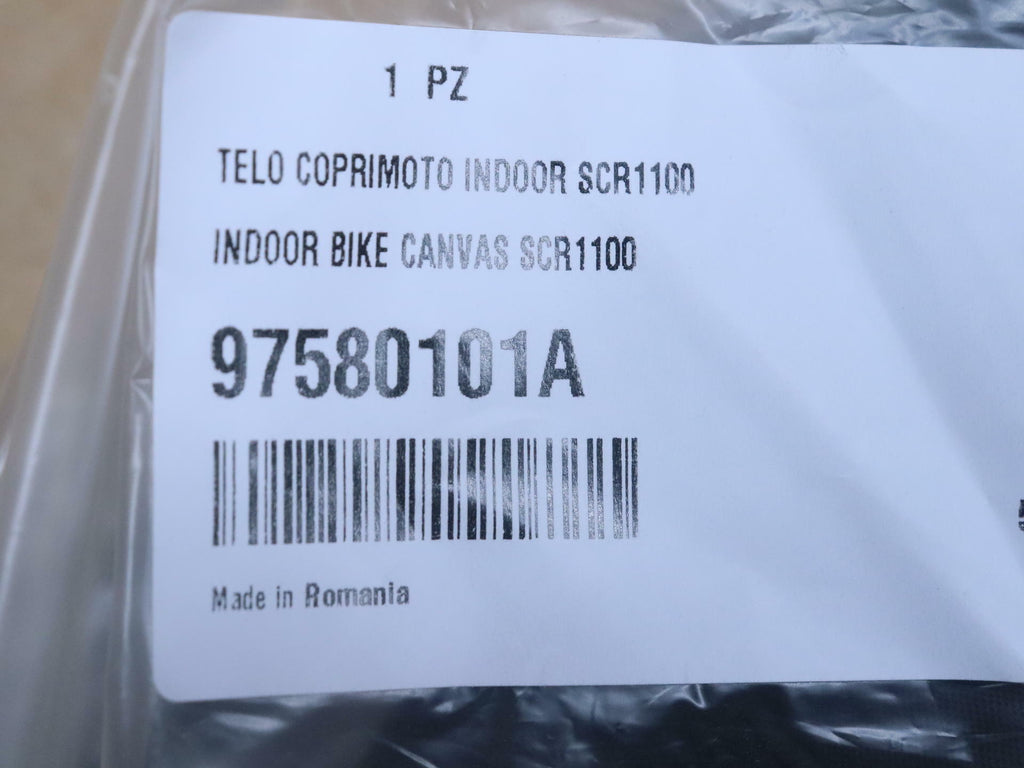 1 PZ
TELO COPRIMOTO INDOOR SCR1100
INDOOR BIKE CANVAS SCR1100
97580101A
Made in Romania